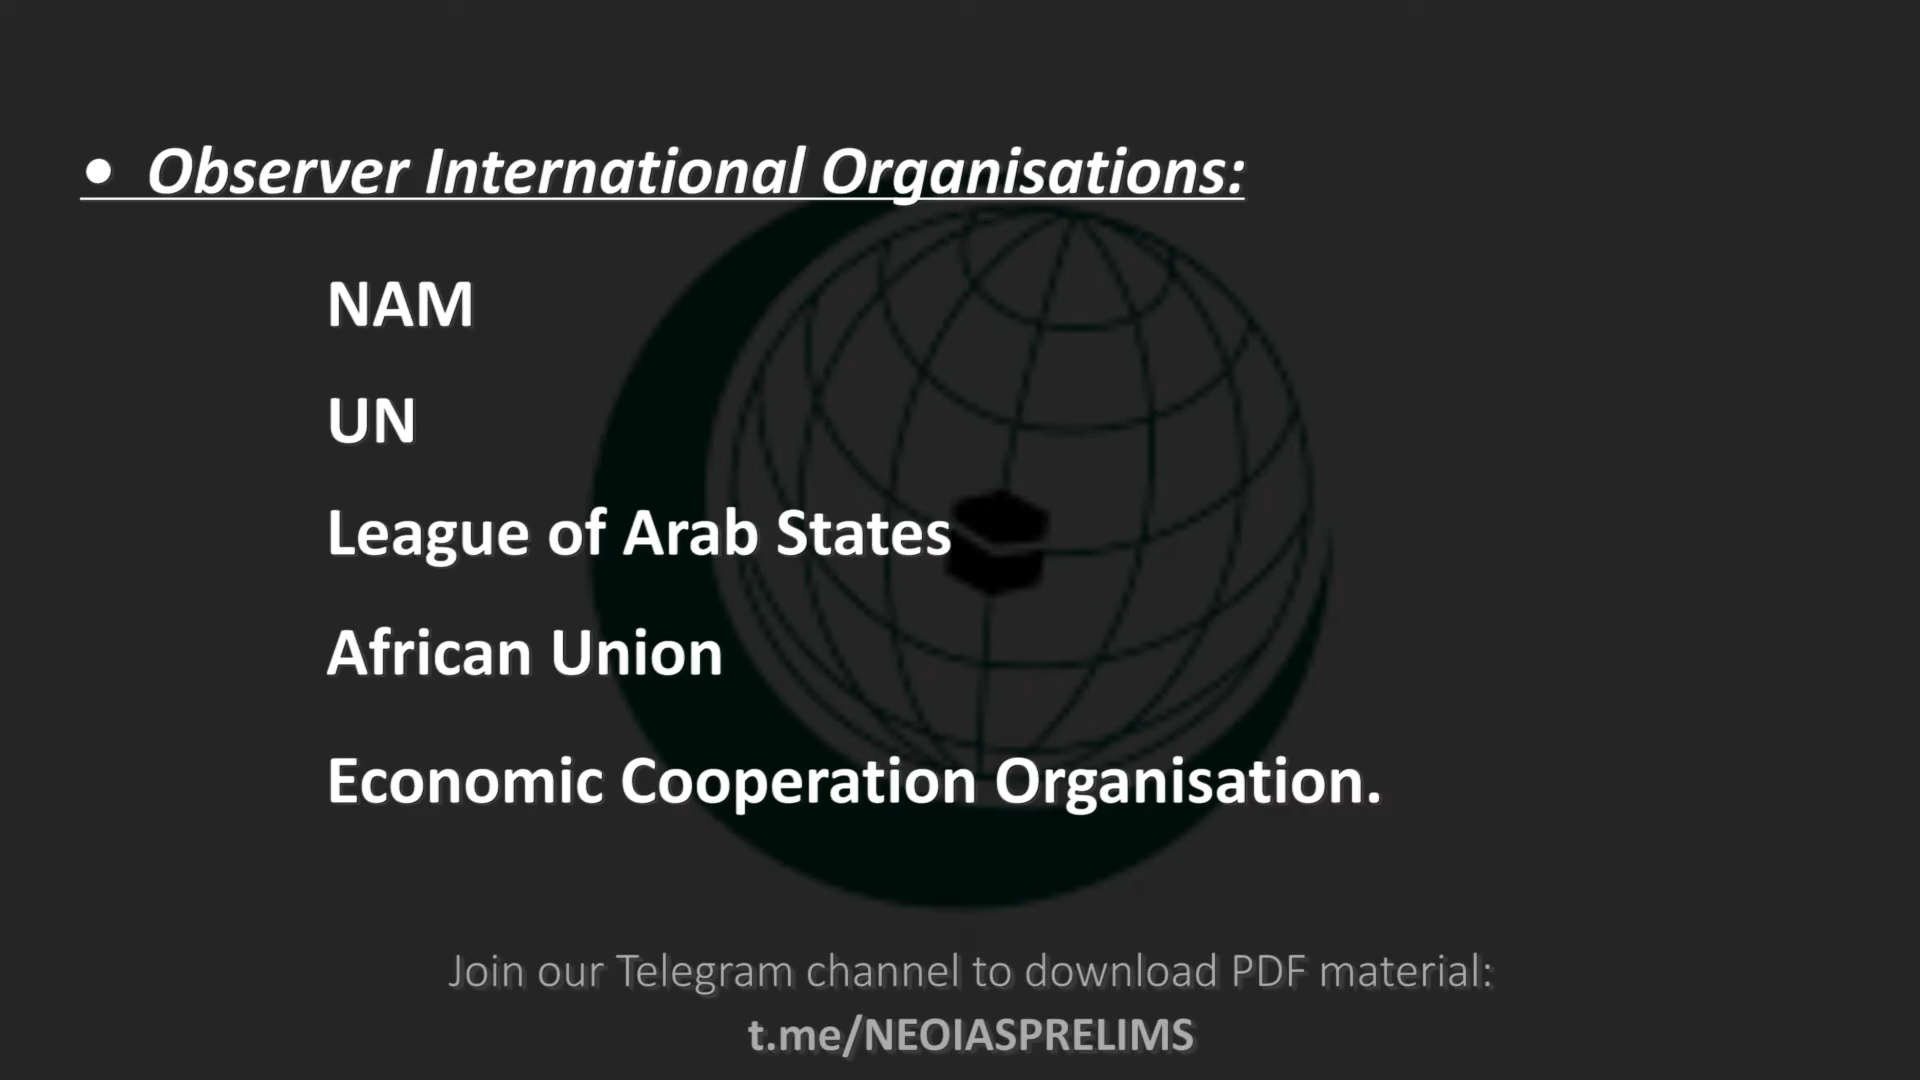 • Observer International Organisations:
NAM
UN
League of Arab States
African Union
Economic Cooperation Organisation.
Join our Telegram channel to download PDF material:
t.me/NEOIASPRELIMS